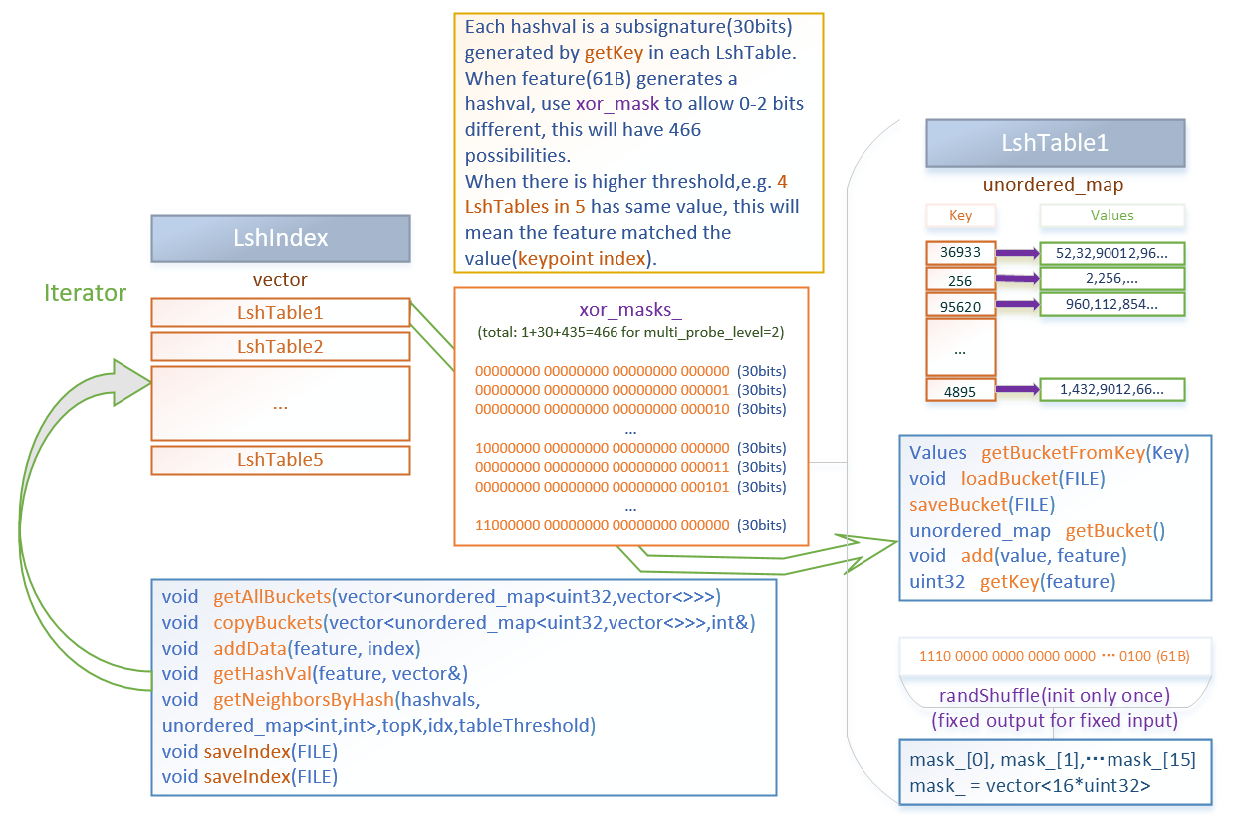 Each hashval is a subsignature(30bits)
generated by getKey in each LshTable.
When feature(61B) generates a
hashval, use xor_mask to allow 0-2 bits
different, this will have 466
possibilities.
When there is higher threshold,e.g. 4
LshTables in 5 has same value, this will
mean the feature matched the
value(keypoint index).
LshIndex
vector
Iterator
LshTable1
LshTable2
...
LshTable5
xor_masks_
(total: 1+30+435=466 for multi_probe_level=2)
00000000 00000000 00000000 000000 (30bits)
00000000 00000000 00000000 000001 (30bits)
00000000 00000000 00000000 000010 (30bits)
...
10000000 00000000 00000000 000000 (30bits)
00000000 00000000 00000000 000011 (30bits)
00000000 00000000 00000000 000101 (30bits)
...
11000000 00000000 00000000 000000 (30bits)
void getAllBuckets(vector<unordered_map<uint32,vector<>>>)
void copyBuckets(vector<unordered_map<uint32,vector<>>>,int&)
void addData(feature, index)
void getHashVal(feature, vector&)
void getNeighborsByHash(hashvals,
unordered_map<int,int>,topK,idx,tableThreshold)
void saveIndex(FILE)
void saveIndex(FILE)
LshTable1
unordered_map
Key Values
36933 52,32,90012,96...
256 2,256,...
95620 960,112,854...
...
4895 1,432,9012,66...
Values getBucketFromKey(Key)
void loadBucket(FILE)
saveBucket(FILE)
unordered_map getBucket()
void add(value, feature)
uint32 getKey(feature)
1110 0000 0000 0000 0000 ··· 0100 (61B)
randShuffle(init only once)
(fixed output for fixed input)
mask_[0], mask_[1],···mask_[15]
mask_ = vector<16*uint32>